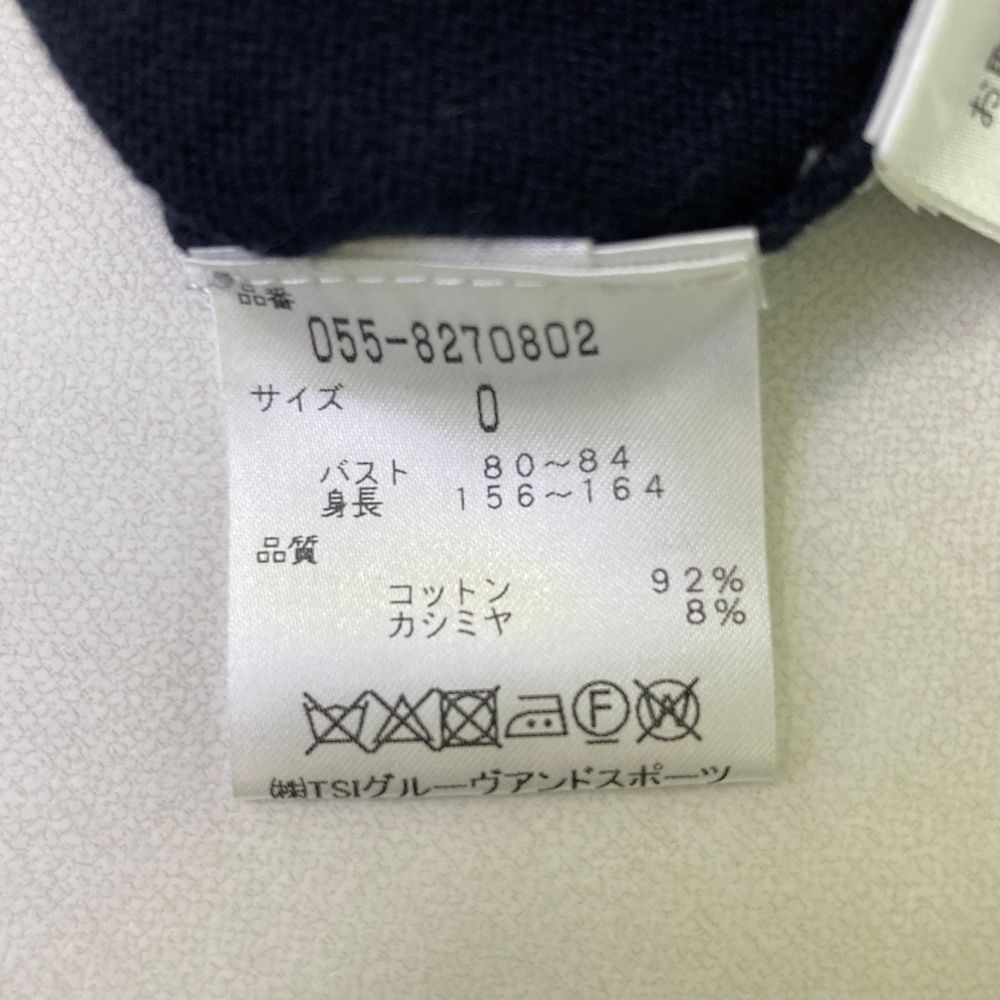 品番
055-8270802
サイズ 0
バスト 80～84
身長 156～164
品質
コットン 92%
カシミヤ 8%
F W
㈱TSIグルーヴアンドスポーツ
お